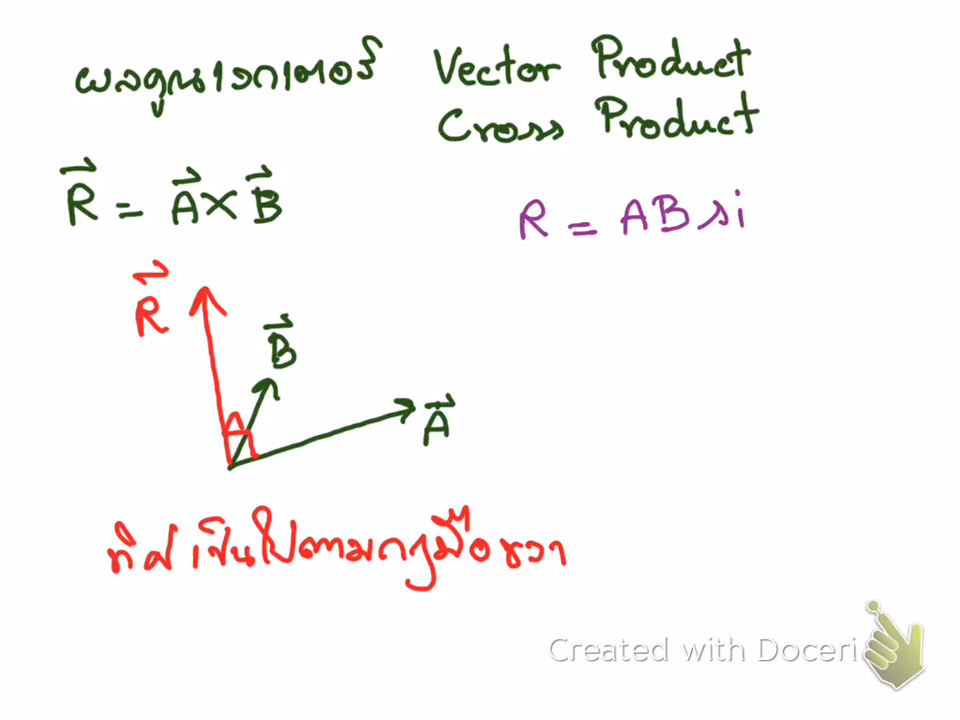 ผลคูณเวกเตอร์ Vector Product
Cross Product
R⃗ = A⃗ × B⃗
R = AB si
R⃗
B⃗
A⃗
ทิศเป็นไปตามกฎมือขวา
Created with Doceri